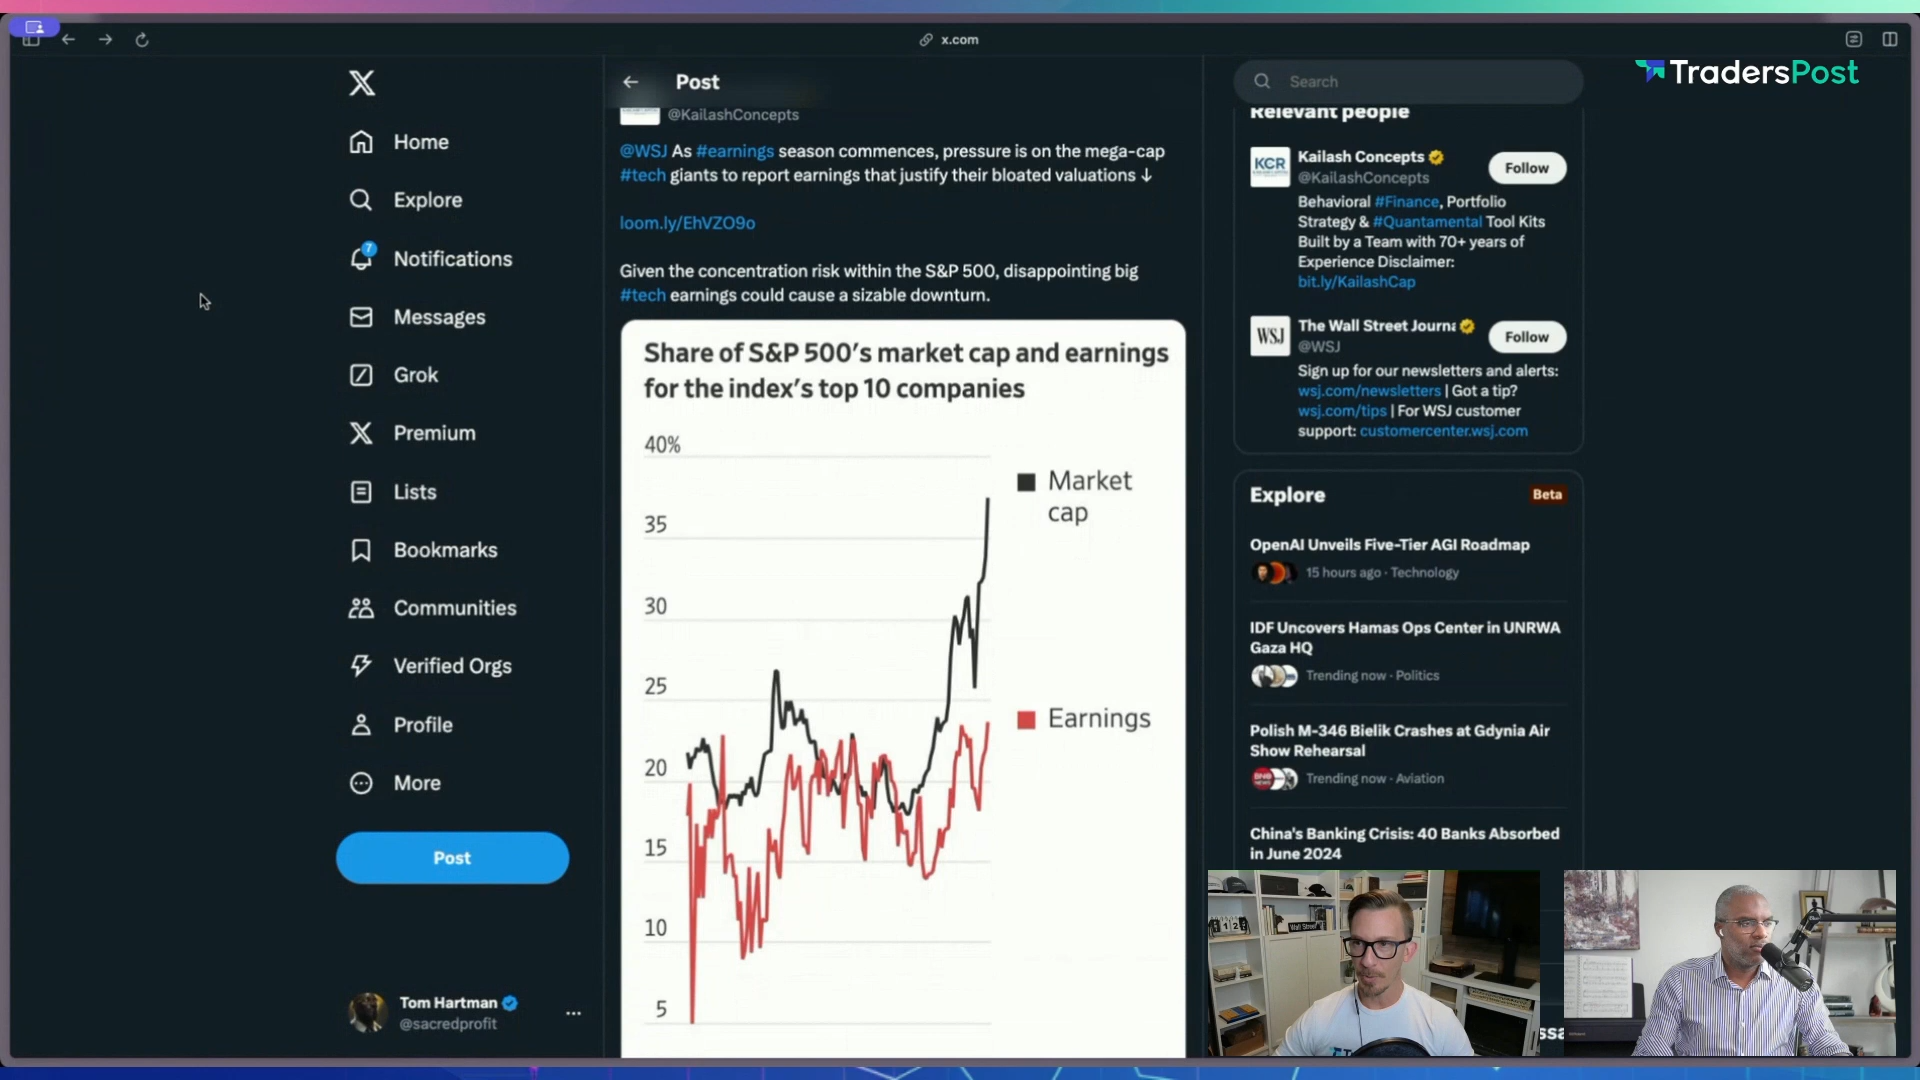 x.com
TradersPost
Home
Explore
7
Notifications
Messages
Grok
Premium
Lists
Bookmarks
Communities
Verified Orgs
Profile
More
Post
Tom Hartman
@sacredprofit
Post
@KailashConcepts
@WSJ As #earnings season commences, pressure is on the mega-cap
#tech giants to report earnings that justify their bloated valuations ↓
loom.ly/EhVZO9o
Given the concentration risk within the S&P 500, disappointing big
#tech earnings could cause a sizable downturn.
Share of S&P 500's market cap and earnings
for the index's top 10 companies
40%
35
30
25
20
15
10
5
Market
cap
Earnings
Search
Relevant people
KCR
Kailash Concepts
@KailashConcepts
Follow
Behavioral #Finance, Portfolio
Strategy & #Quantamental Tool Kits
Built by a Team with 70+ years of
Experience Disclaimer:
bit.ly/KailashCap
WSJ
The Wall Street Journa
@WSJ
Follow
Sign up for our newsletters and alerts:
wsj.com/newsletters | Got a tip?
wsj.com/tips | For WSJ customer
support: customercenter.wsj.com
Explore
Beta
OpenAI Unveils Five-Tier AGI Roadmap
15 hours ago · Technology
IDF Uncovers Hamas Ops Center in UNRWA
Gaza HQ
Trending now · Politics
Polish M-346 Bielik Crashes at Gdynia Air
Show Rehearsal
Trending now · Aviation
China's Banking Crisis: 40 Banks Absorbed
in June 2024
Wall Street